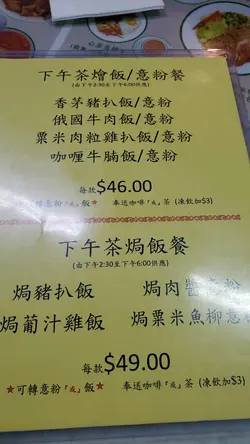 下午茶燴飯/意粉餐
(由下午2:30至下午6:00供應)
香茅豬扒飯/意粉
俄國牛肉飯/意粉
粟米肉粒雞扒飯/意粉
咖喱牛腩飯/意粉
每款$46.00
轉意粉「或」飯★ 奉送咖啡「或」茶 (凍飲加$3)
下午茶焗飯餐
(由下午2:30至下午6:00供應)
焗豬扒飯 焗肉醬意粉
焗葡汁雞飯 焗粟米魚柳意
每款$49.00
★可轉意粉「或」飯★ 奉送咖啡「或」茶 (凍飲加$3)